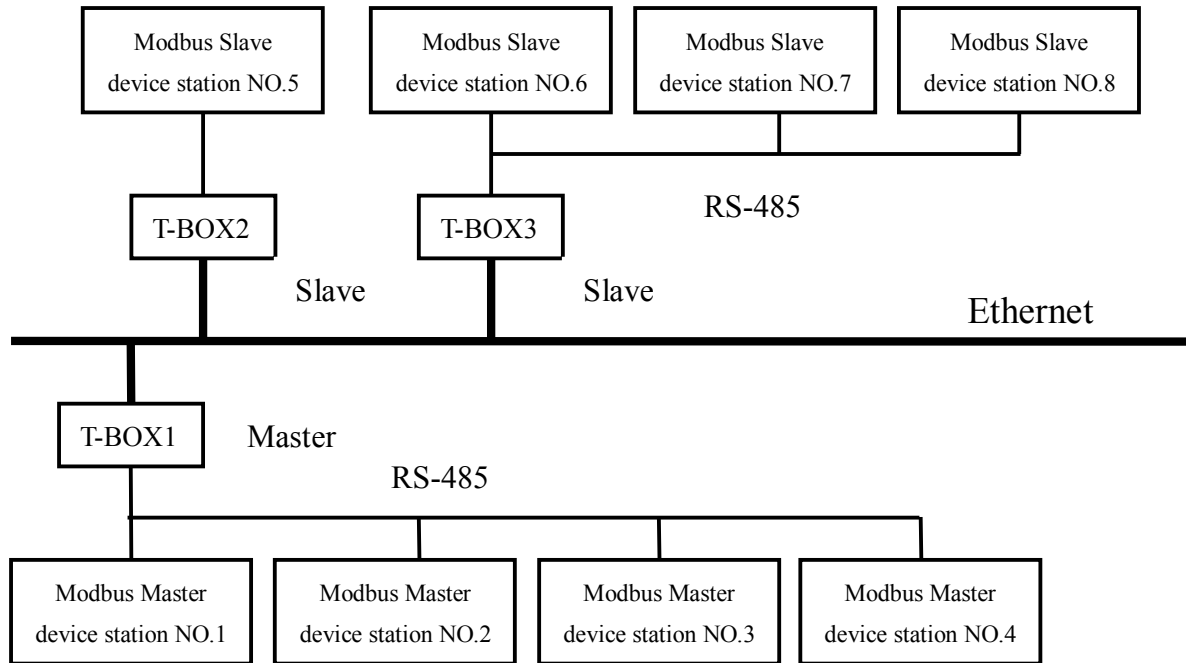 Modbus Slave
device station NO.5
Modbus Slave
device station NO.6
Modbus Slave
device station NO.7
Modbus Slave
device station NO.8
T-BOX2
T-BOX3
RS-485
Slave
Slave
Ethernet
T-BOX1
Master
RS-485
Modbus Master
device station NO.1
Modbus Master
device station NO.2
Modbus Master
device station NO.3
Modbus Master
device station NO.4